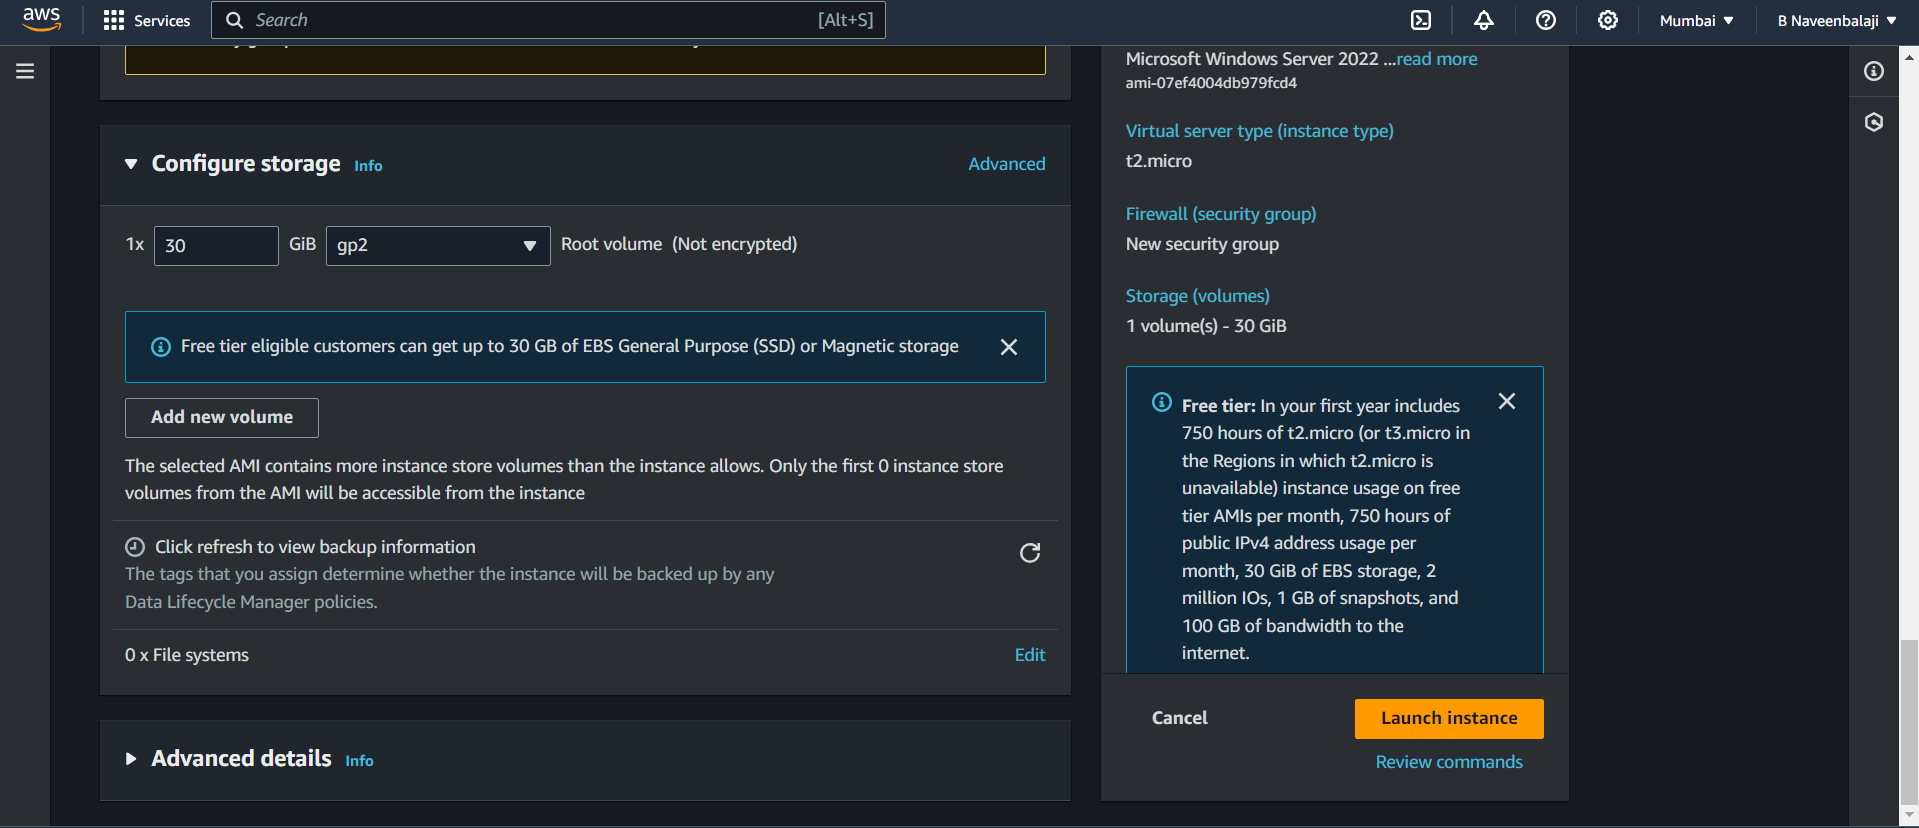 aws
Services
Search
[Alt+S]
Mumbai
B Naveenbalaji
Configure storage Info
Advanced
1x 30 GiB gp2 Root volume (Not encrypted)
Free tier eligible customers can get up to 30 GB of EBS General Purpose (SSD) or Magnetic storage
Add new volume
The selected AMI contains more instance store volumes than the instance allows. Only the first 0 instance store
volumes from the AMI will be accessible from the instance
Click refresh to view backup information
The tags that you assign determine whether the instance will be backed up by any
Data Lifecycle Manager policies.
0 x File systems
Edit
Advanced details Info
Microsoft Windows Server 2022 ...read more
ami-07ef4004db979fcd4
Virtual server type (instance type)
t2.micro
Firewall (security group)
New security group
Storage (volumes)
1 volume(s) - 30 GiB
Free tier: In your first year includes
750 hours of t2.micro (or t3.micro in
the Regions in which t2.micro is
unavailable) instance usage on free
tier AMIs per month, 750 hours of
public IPv4 address usage per
month, 30 GiB of EBS storage, 2
million IOs, 1 GB of snapshots, and
100 GB of bandwidth to the
internet.
Cancel
Launch instance
Review commands